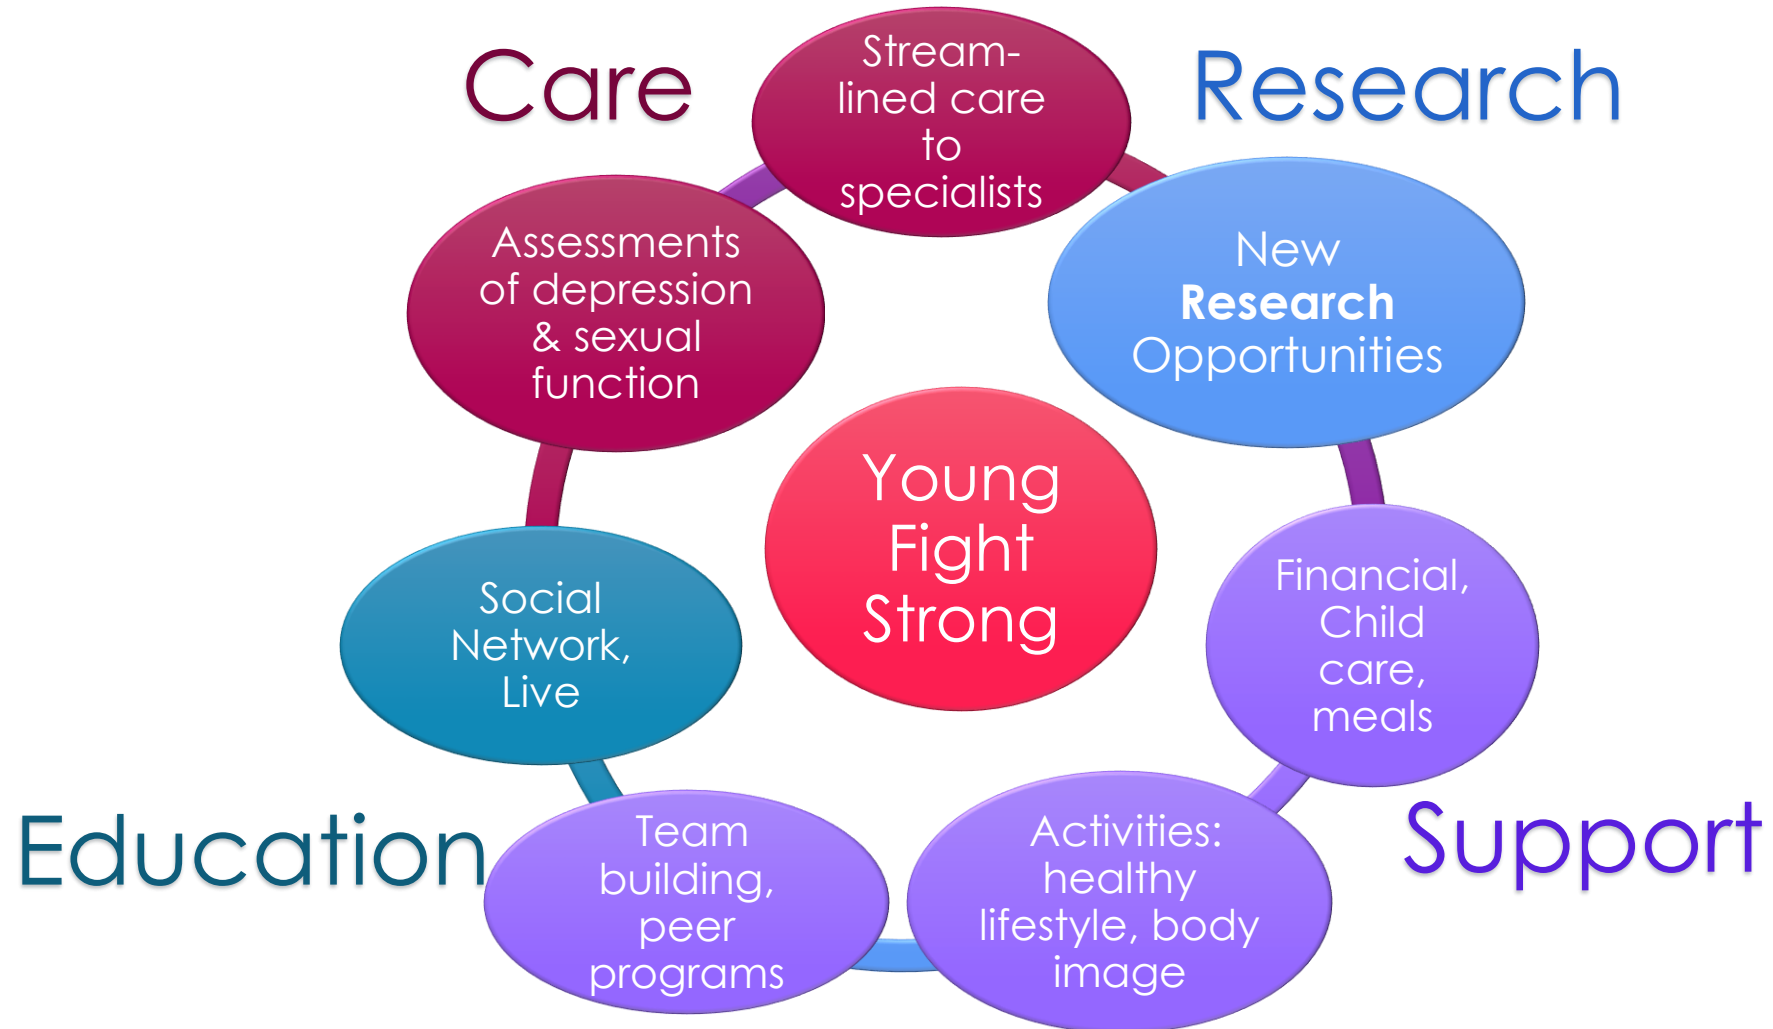 Care
Stream-
lined care
to
specialists
Research
Assessments
of depression
& sexual
function
New
Research
Opportunities
Young
Fight
Strong
Social
Network,
Live
Financial,
Child
care,
meals
Education
Team
building,
peer
programs
Activities:
healthy
lifestyle, body
image
Support